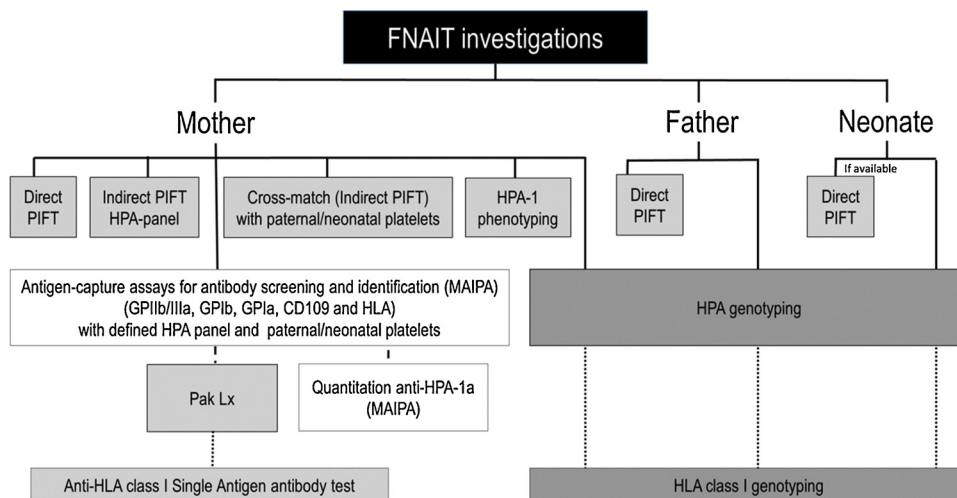 FNAIT investigations
Mother
Father
Neonate
If available
Direct
PIFT
Indirect PIFT
HPA-panel
Cross-match (Indirect PIFT)
with paternal/neonatal platelets
HPA-1
phenotyping
Direct
PIFT
Direct
PIFT
Antigen-capture assays for antibody screening and identification (MAIPA)
(GPIIb/IIIa, GPIb, GPIa, CD109 and HLA)
with defined HPA panel and paternal/neonatal platelets
HPA genotyping
Pak Lx
Quantitation anti-HPA-1a
(MAIPA)
Anti-HLA class I Single Antigen antibody test
HLA class I genotyping